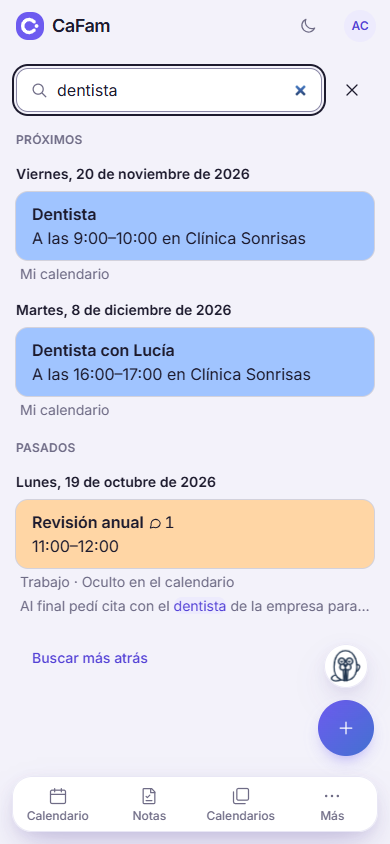 CaFam
AC
dentista
PRÓXIMOS
Viernes, 20 de noviembre de 2026
Dentista
A las 9:00–10:00 en Clínica Sonrisas
Mi calendario
Martes, 8 de diciembre de 2026
Dentista con Lucía
A las 16:00–17:00 en Clínica Sonrisas
Mi calendario
PASADOS
Lunes, 19 de octubre de 2026
Revisión anual 1
11:00–12:00
Trabajo · Oculto en el calendario
Al final pedí cita con el dentista de la empresa para...
Buscar más atrás
Calendario
Notas
Calendarios
Más